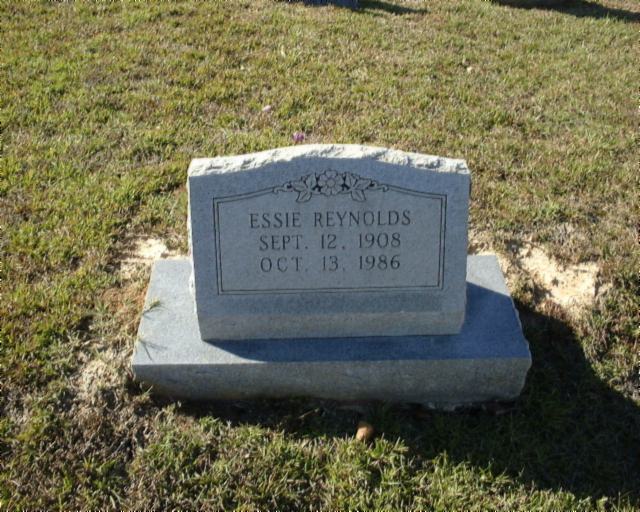 ESSIE REYNOLDS
SEPT. 12, 1908
OCT. 13, 1986